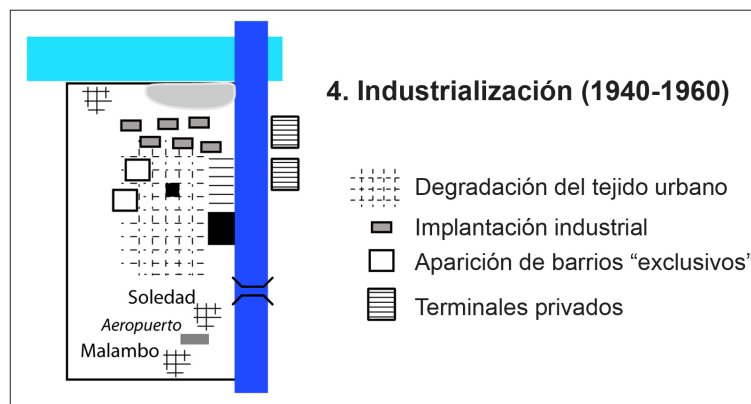 4. Industrialización (1940-1960)
Degradación del tejido urbano
Implantación industrial
Aparición de barrios “exclusivos”
Terminales privados
Soledad
Aeropuerto
Malambo